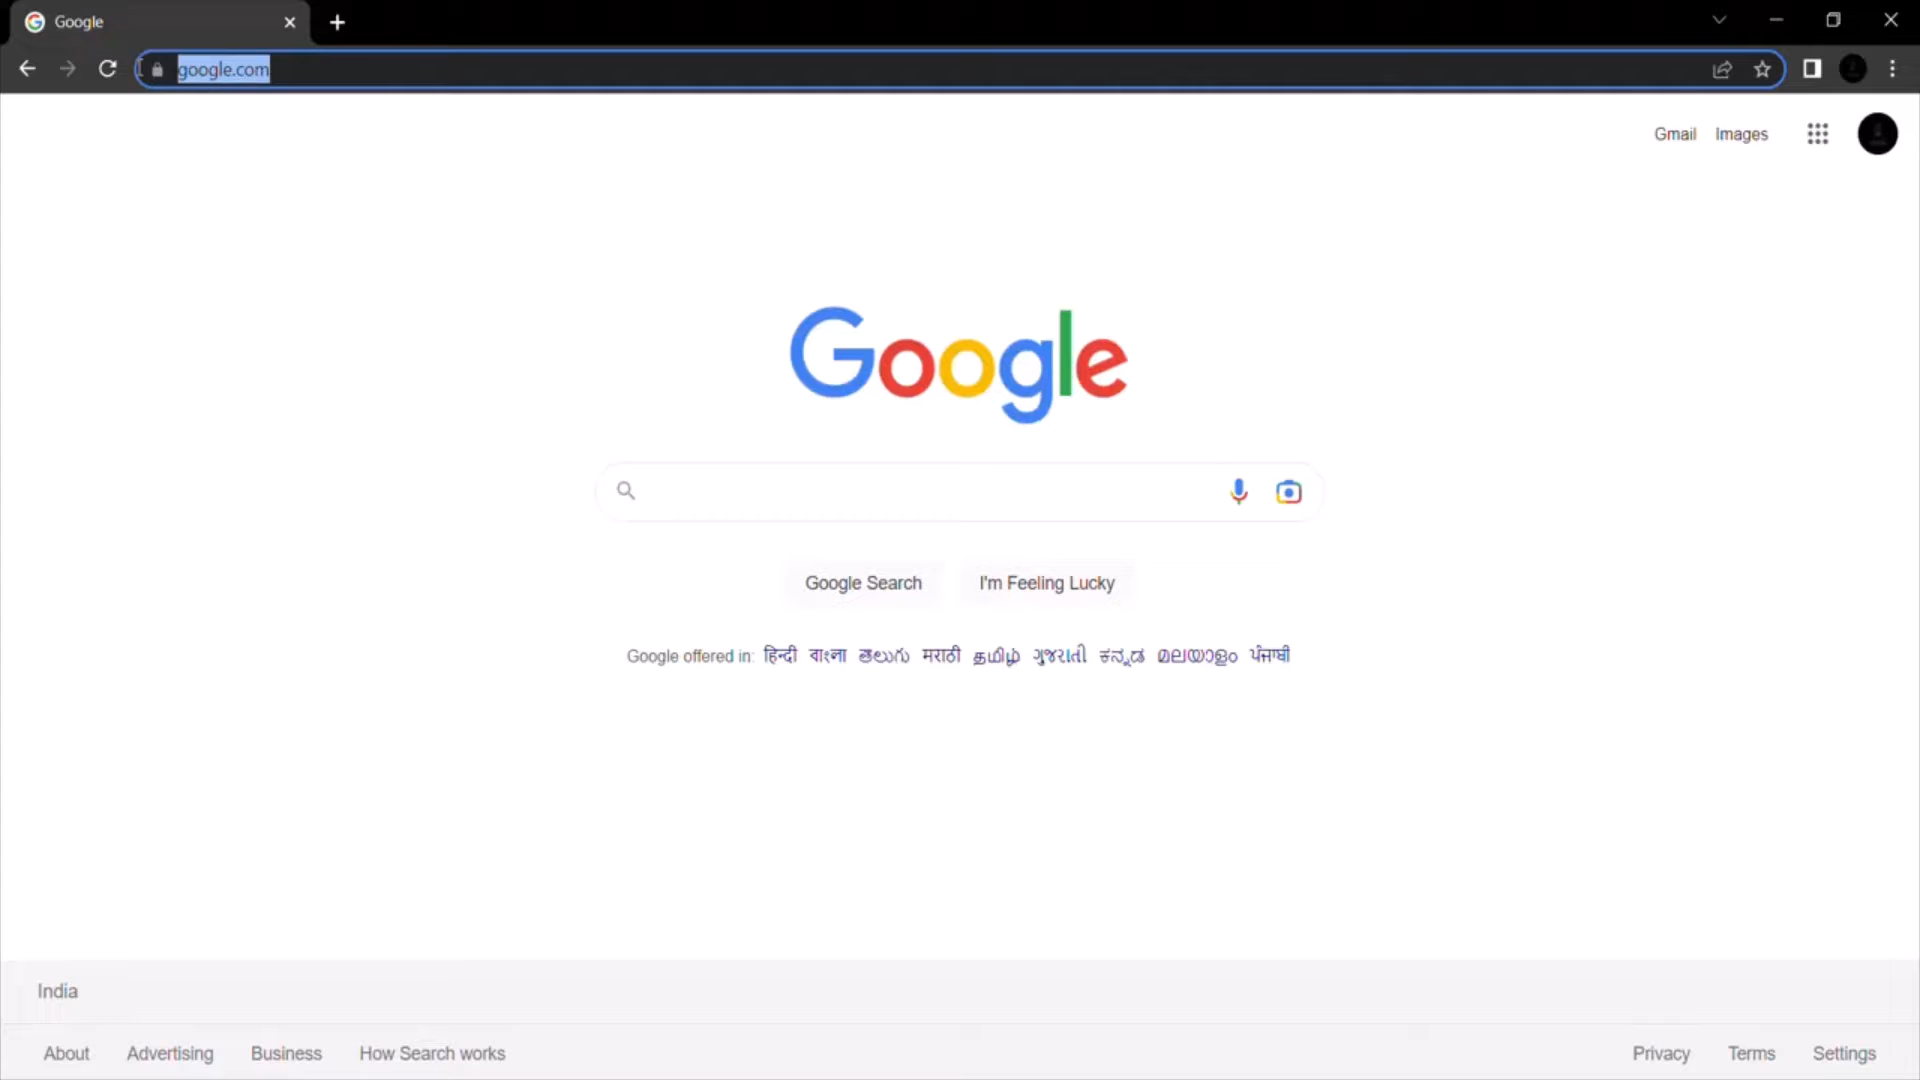 Google
google.com
Gmail Images
Google
Google Search I'm Feeling Lucky
Google offered in: हिन्दी বাংলা తెలుగు मराठी தமிழ் ગુજરાતી ಕನ್ನಡ മലയാളം ਪੰਜਾਬੀ
India
About Advertising Business How Search works Privacy Terms Settings